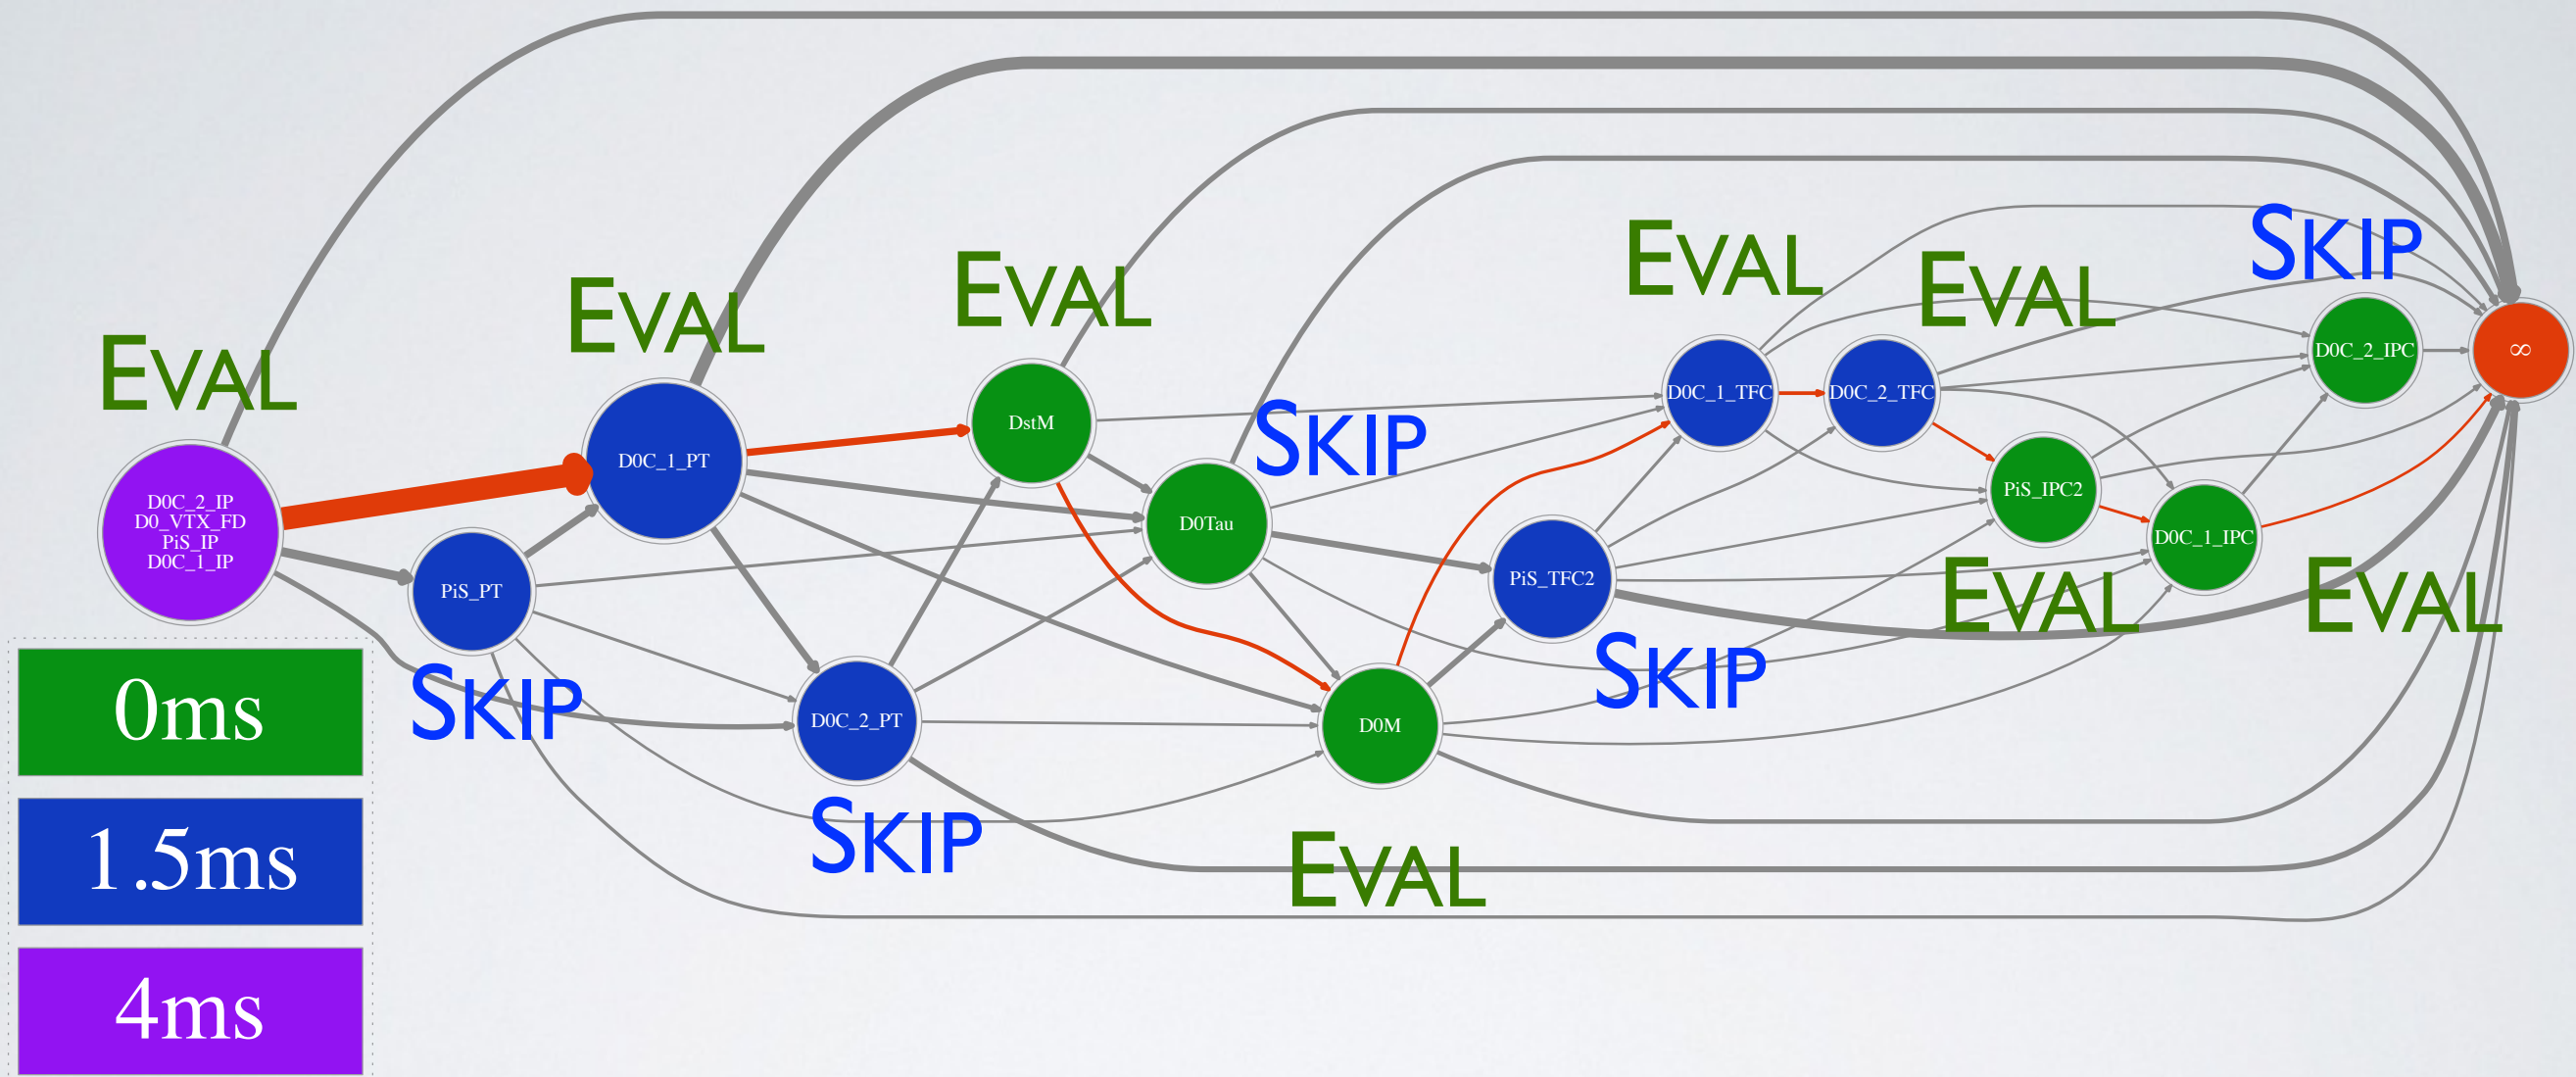 EVAL
D0C_2_IP
D0_VTX_FD
PiS_IP
D0C_1_IP
PiS_PT
SKIP
EVAL
D0C_1_PT
D0C_2_PT
SKIP
EVAL
DstM
SKIP
D0Tau
D0M
EVAL
PiS_TFC2
SKIP
EVAL
D0C_1_TFC
EVAL
D0C_2_TFC
PiS_IPC2
EVAL
D0C_1_IPC
EVAL
SKIP
D0C_2_IPC
∞
0ms
1.5ms
4ms